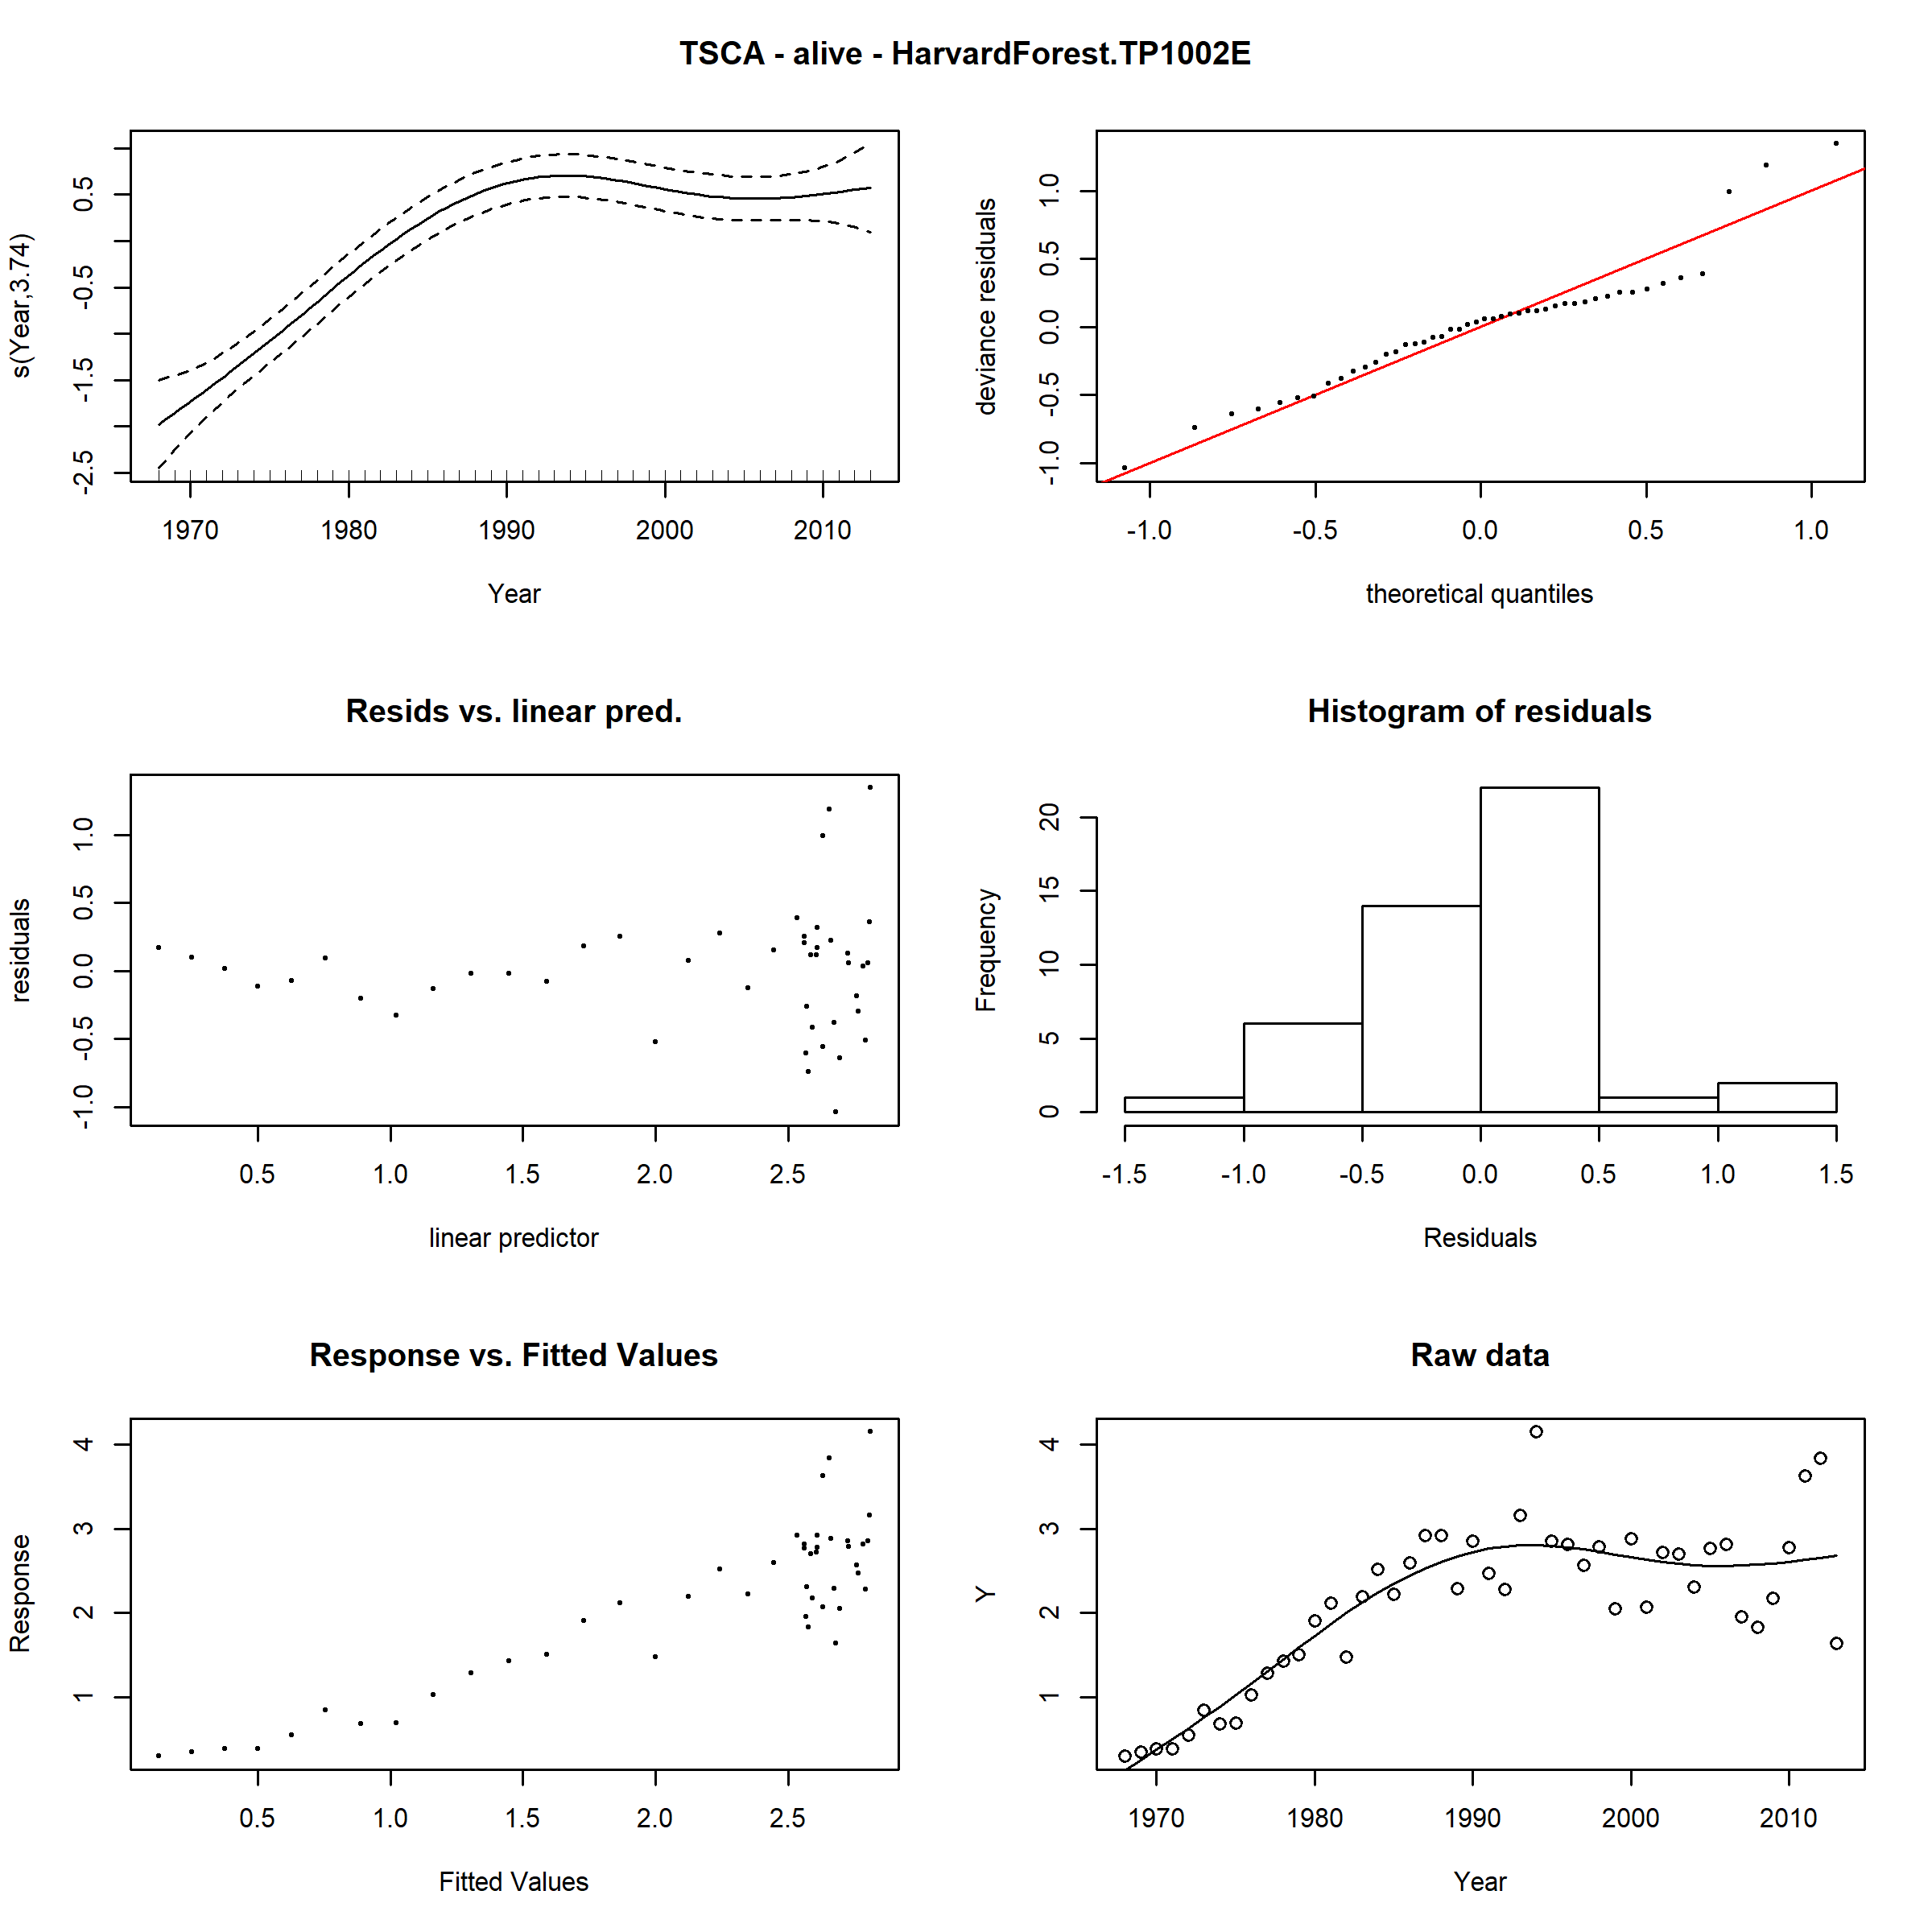 TSCA - alive - HarvardForest.TP1002E
s(Year,3.74)
-2.5 -1.5 -0.5 0.5
1970 1980 1990 2000 2010
Year
deviance residuals
-1.0 -0.5 0.0 0.5 1.0
-1.0 -0.5 0.0 0.5 1.0
theoretical quantiles
Resids vs. linear pred.
residuals
-1.0 -0.5 0.0 0.5 1.0
0.5 1.0 1.5 2.0 2.5
linear predictor
Histogram of residuals
Frequency
0 5 10 15 20
-1.5 -1.0 -0.5 0.0 0.5 1.0 1.5
Residuals
Response vs. Fitted Values
Response
1 2 3 4
0.5 1.0 1.5 2.0 2.5
Fitted Values
Raw data
Y
1 2 3 4
1970 1980 1990 2000 2010
Year